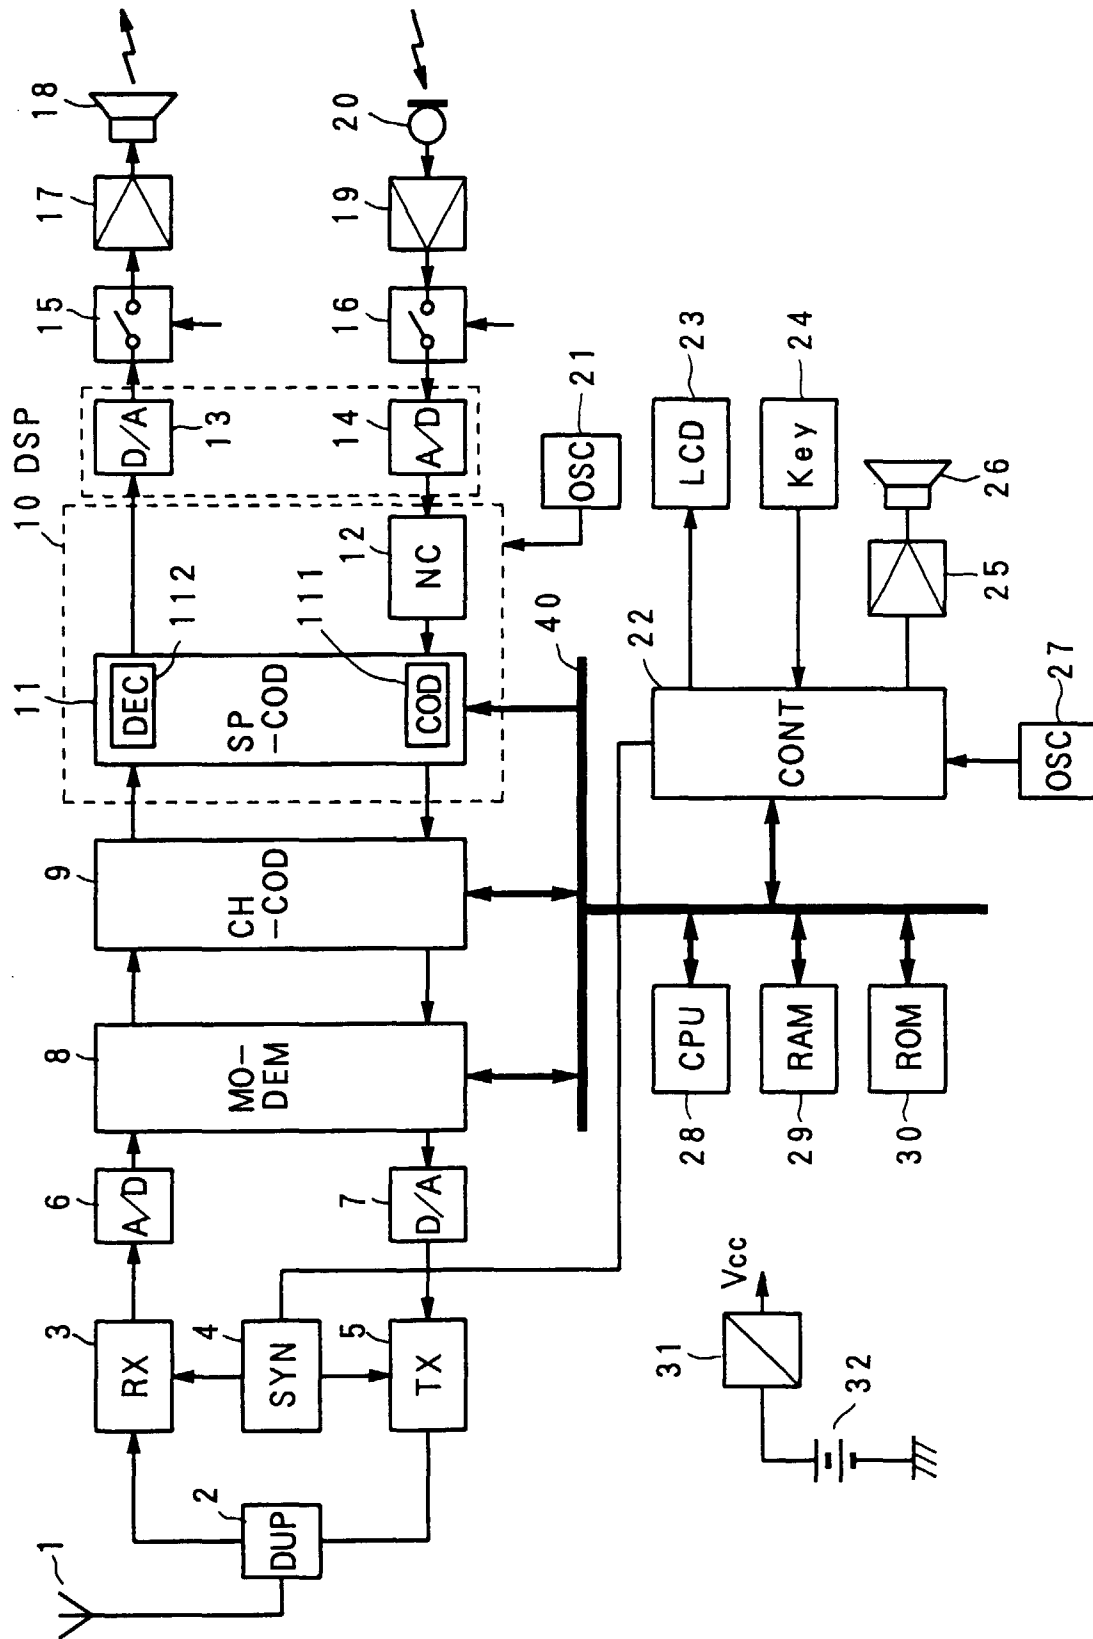 1
2
DUP
3
RX
4
SYN
5
TX
6
A/D
7
D/A
8
MO-
DEM
9
CH
-COD
10 DSP
11
DEC
112
SP
-COD
COD
111
12
NC
13
D/A
14
A/D
15
16
17
18
19
20
OSC
21
40
22
CONT
LCD
23
Key
24
25
26
OSC
27
CPU
28
RAM
29
ROM
30
31
Vcc
32